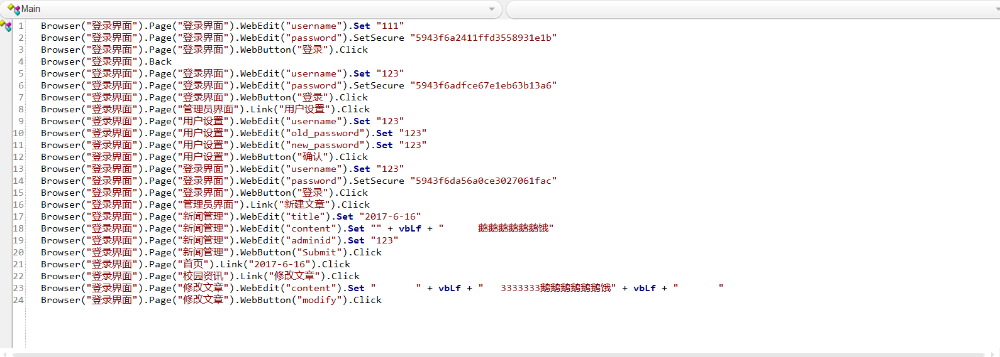 Main
1 Browser("登录界面").Page("登录界面").WebEdit("username").Set "111"
2 Browser("登录界面").Page("登录界面").WebEdit("password").SetSecure "5943f6a2411ffd3558931e1b"
3 Browser("登录界面").Page("登录界面").WebButton("登录").Click
4 Browser("登录界面").Back
5 Browser("登录界面").Page("登录界面").WebEdit("username").Set "123"
6 Browser("登录界面").Page("登录界面").WebEdit("password").SetSecure "5943f6adfce67e1eb63b13a6"
7 Browser("登录界面").Page("登录界面").WebButton("登录").Click
8 Browser("登录界面").Page("管理员界面").Link("用户设置").Click
9 Browser("登录界面").Page("用户设置").WebEdit("username").Set "123"
10 Browser("登录界面").Page("用户设置").WebEdit("old_password").Set "123"
11 Browser("登录界面").Page("用户设置").WebEdit("new_password").Set "123"
12 Browser("登录界面").Page("用户设置").WebButton("确认").Click
13 Browser("登录界面").Page("登录界面").WebEdit("username").Set "123"
14 Browser("登录界面").Page("登录界面").WebEdit("password").SetSecure "5943f6da56a0ce3027061fac"
15 Browser("登录界面").Page("登录界面").WebButton("登录").Click
16 Browser("登录界面").Page("管理员界面").Link("新建文章").Click
17 Browser("登录界面").Page("新闻管理").WebEdit("title").Set "2017-6-16"
18 Browser("登录界面").Page("新闻管理").WebEdit("content").Set "" + vbLf + "      鹅鹅鹅鹅鹅鹅饿"
19 Browser("登录界面").Page("新闻管理").WebEdit("adminid").Set "123"
20 Browser("登录界面").Page("新闻管理").WebButton("Submit").Click
21 Browser("登录界面").Page("首页").Link("2017-6-16").Click
22 Browser("登录界面").Page("校园资讯").Link("修改文章").Click
23 Browser("登录界面").Page("修改文章").WebEdit("content").Set "       " + vbLf + "   3333333鹅鹅鹅鹅鹅鹅饿" + vbLf + "       "
24 Browser("登录界面").Page("修改文章").WebButton("modify").Click